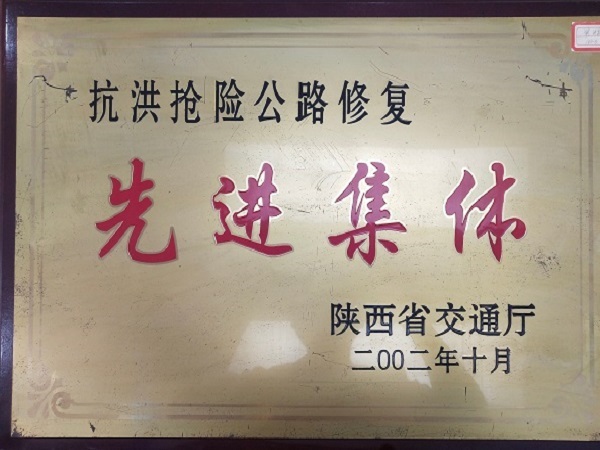 抗洪抢险公路修复
先进集体
陕西省交通厅
二〇〇二年十月